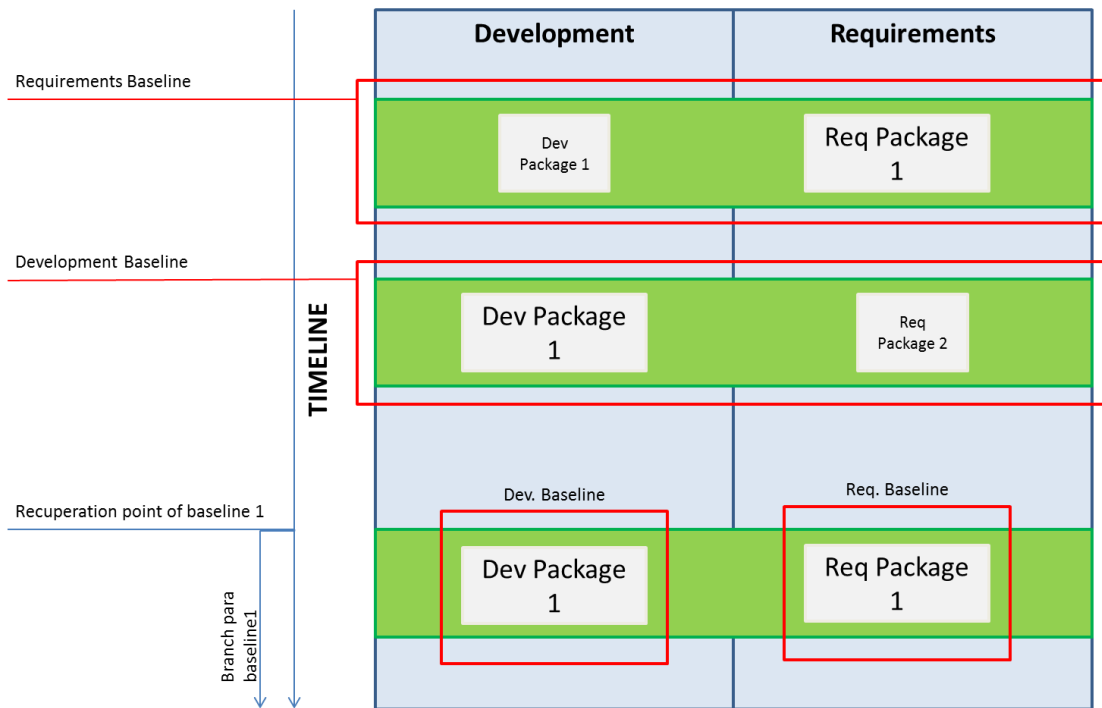 Development
Requirements
Requirements Baseline
Dev
Package 1
Req Package
1
Development Baseline
Dev Package
1
Req
Package 2
TIMELINE
Dev. Baseline
Req. Baseline
Recuperation point of baseline 1
Dev Package
1
Req Package
1
Branch para
baseline1